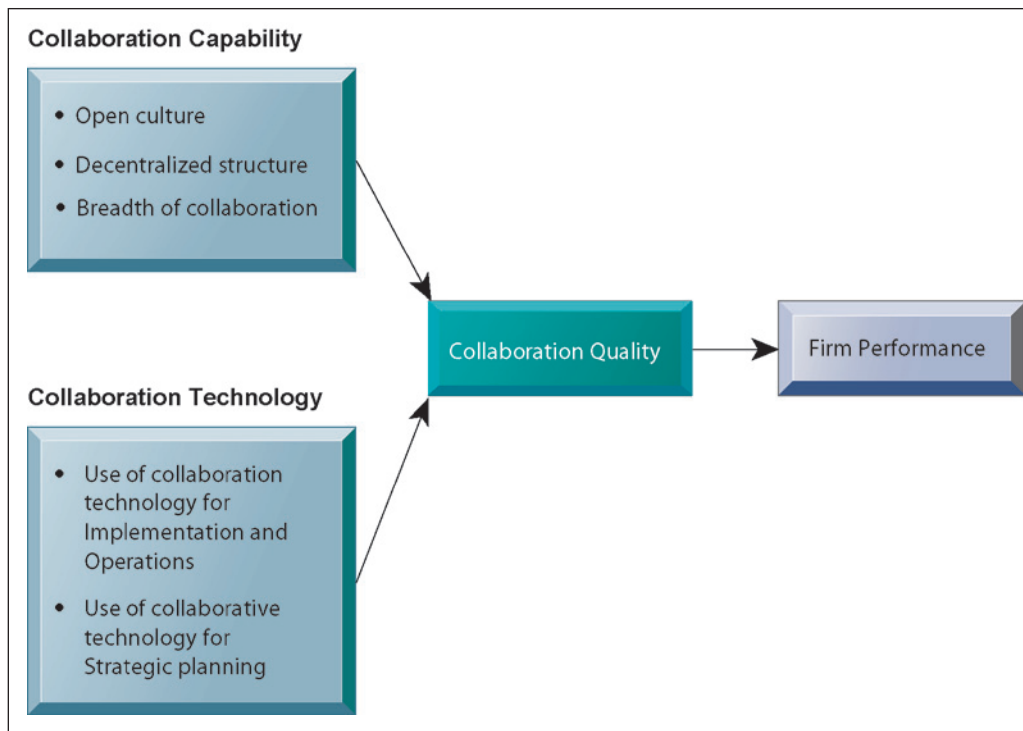 Collaboration Capability
• Open culture
• Decentralized structure
• Breadth of collaboration
Collaboration Quality
Firm Performance
Collaboration Technology
• Use of collaboration
technology for
Implementation and
Operations
• Use of collaborative
technology for
Strategic planning